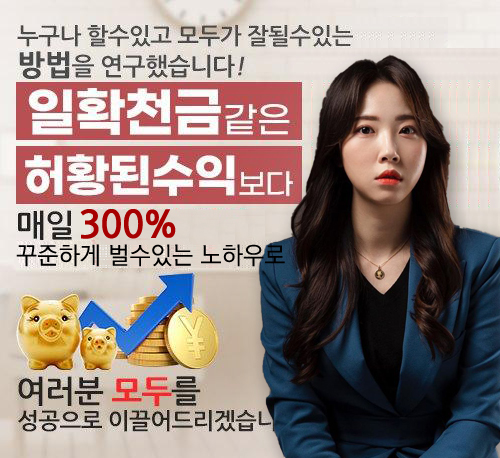 누구나 할수있고 모두가 잘될수있는
방법을 연구했습니다!
일확천금같은
허황된수익보다
매일 300%
꾸준하게 벌수있는 노하우로
¥
여러분 모두를
성공으로 이끌어드리겠습니